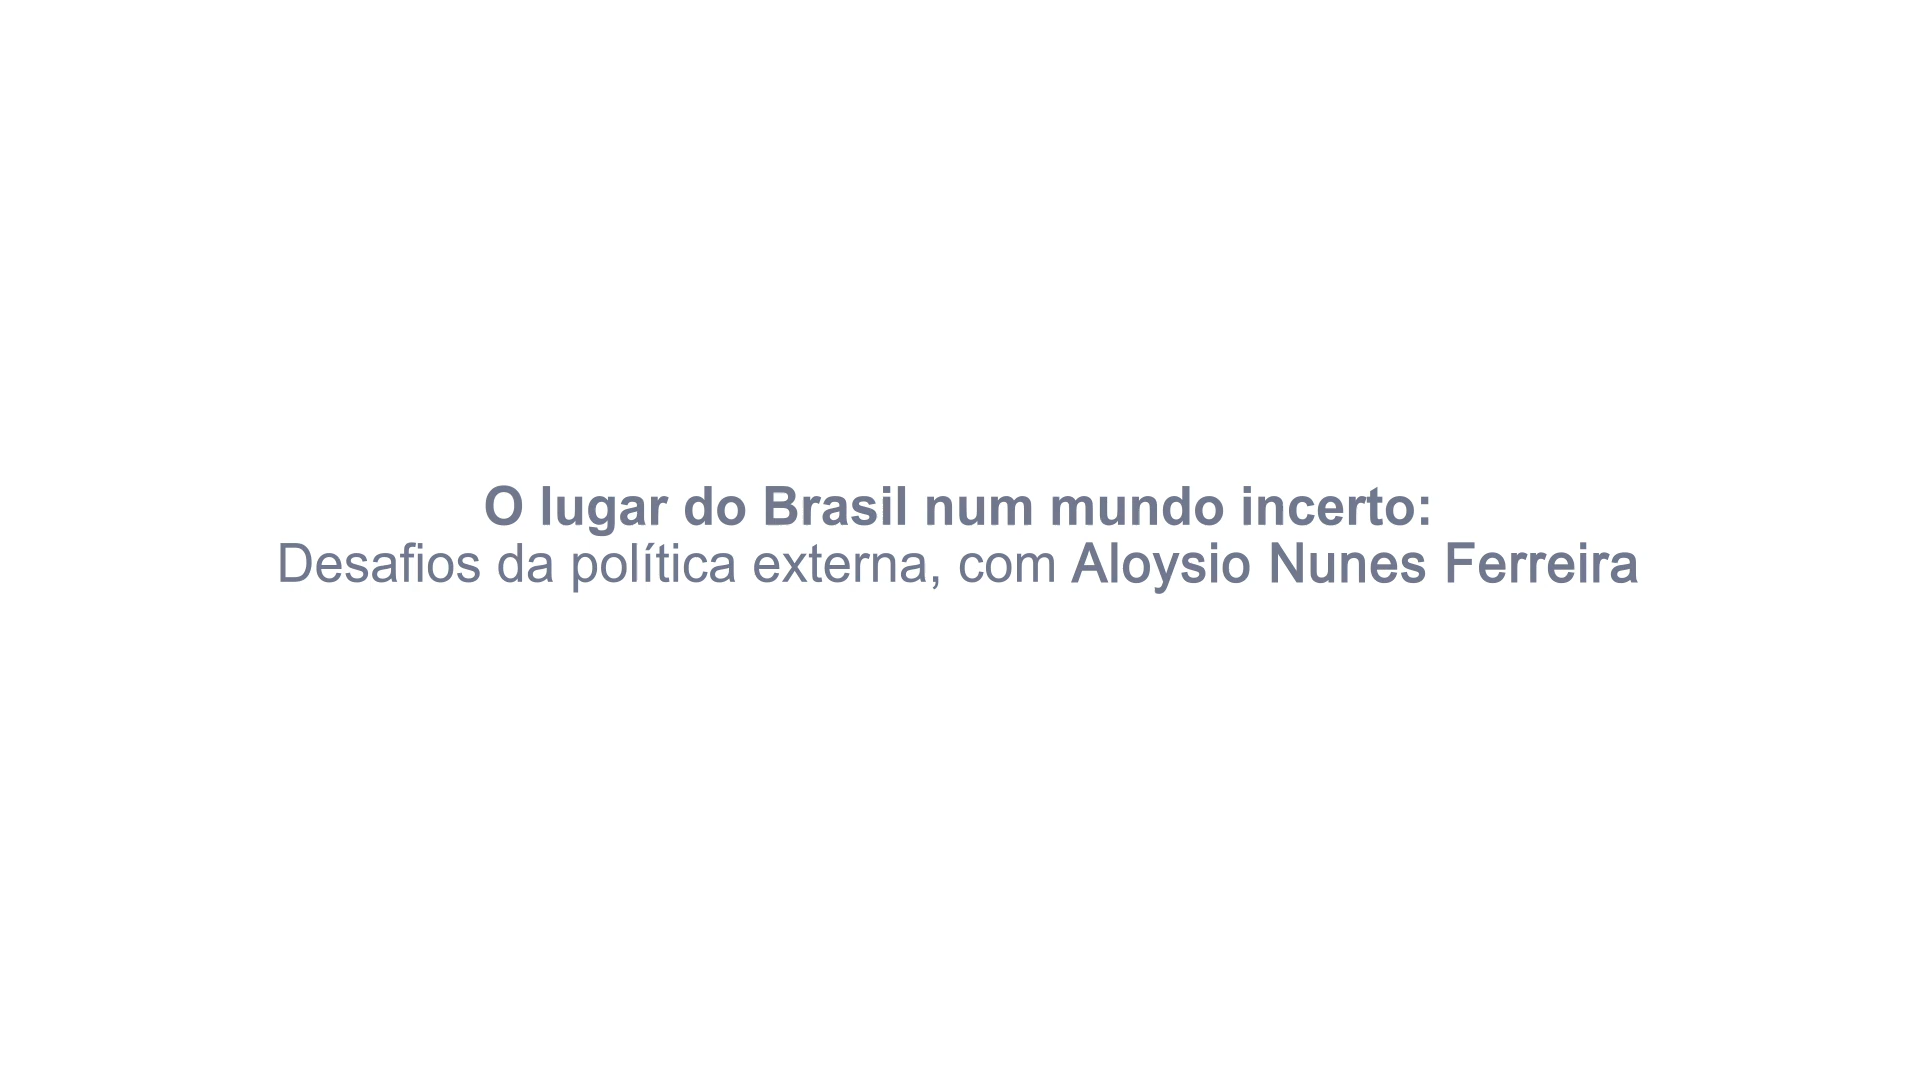 O lugar do Brasil num mundo incerto:
Desafios da política externa, com Aloysio Nunes Ferreira